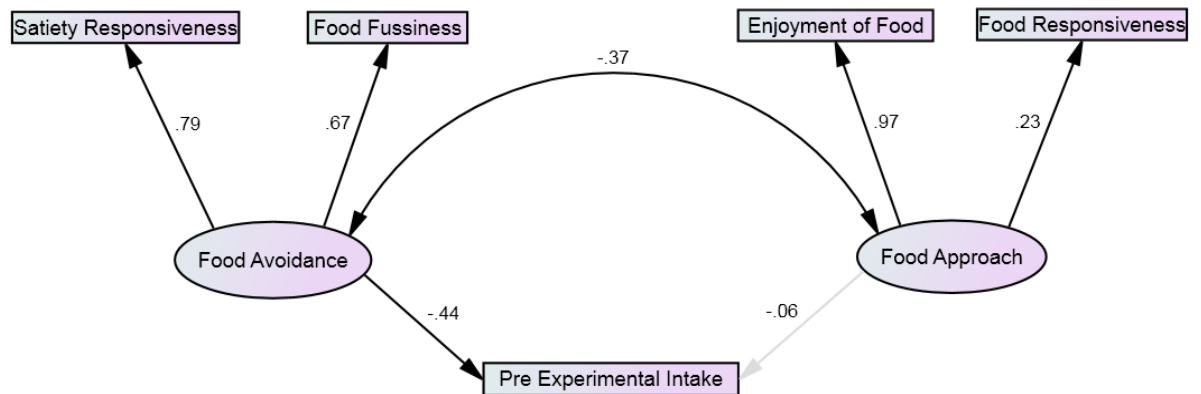 Satiety Responsiveness
Food Fussiness
Enjoyment of Food
Food Responsiveness
-.37
.79
.67
.97
.23
Food Avoidance
Food Approach
-.44
-.06
Pre Experimental Intake